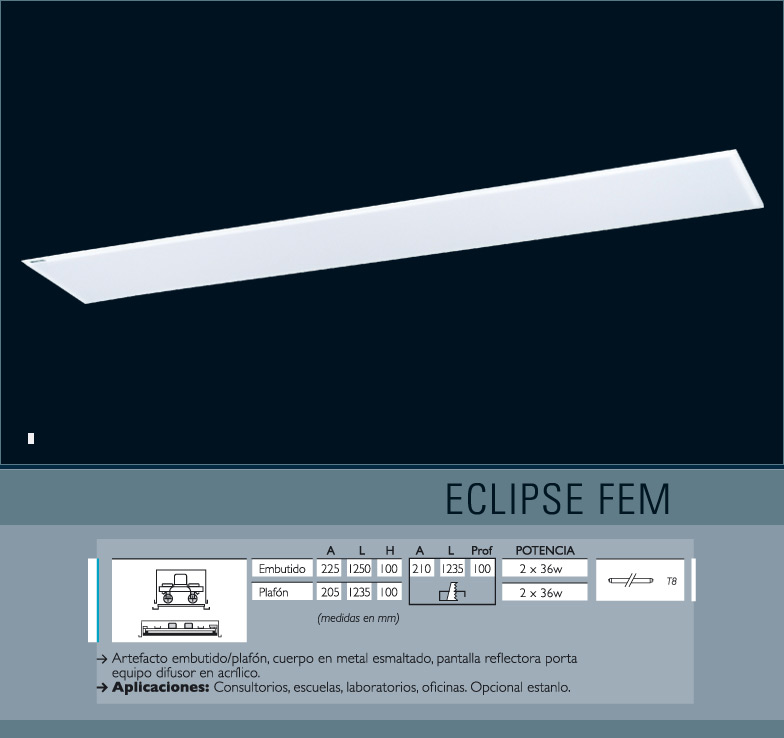 ECLIPSE FEM
A L H A L Prof POTENCIA
Embutido 225 1250 100 210 1235 100 2 x 36w
Plafón 205 1235 100 2 x 36w
T8
(medidas en mm)
→ Artefacto embutido/plafón, cuerpo en metal esmaltado, pantalla reflectora porta
equipo difusor en acrílico.
→ Aplicaciones: Consultorios, escuelas, laboratorios, oficinas. Opcional estanlo.